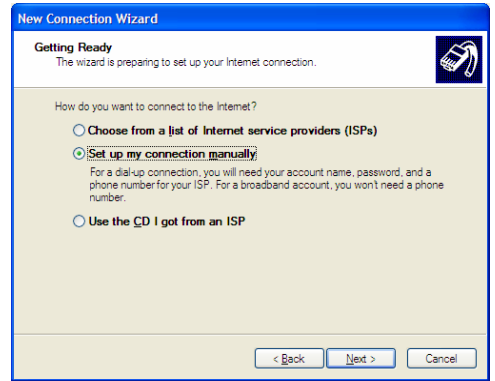 New Connection Wizard
Getting Ready
The wizard is preparing to set up your Internet connection.
How do you want to connect to the Internet?
Choose from a list of Internet service providers (ISPs)
Set up my connection manually
For a dial-up connection, you will need your account name, password, and a
phone number for your ISP. For a broadband account, you won't need a phone
number.
Use the CD I got from an ISP
< Back Next > Cancel